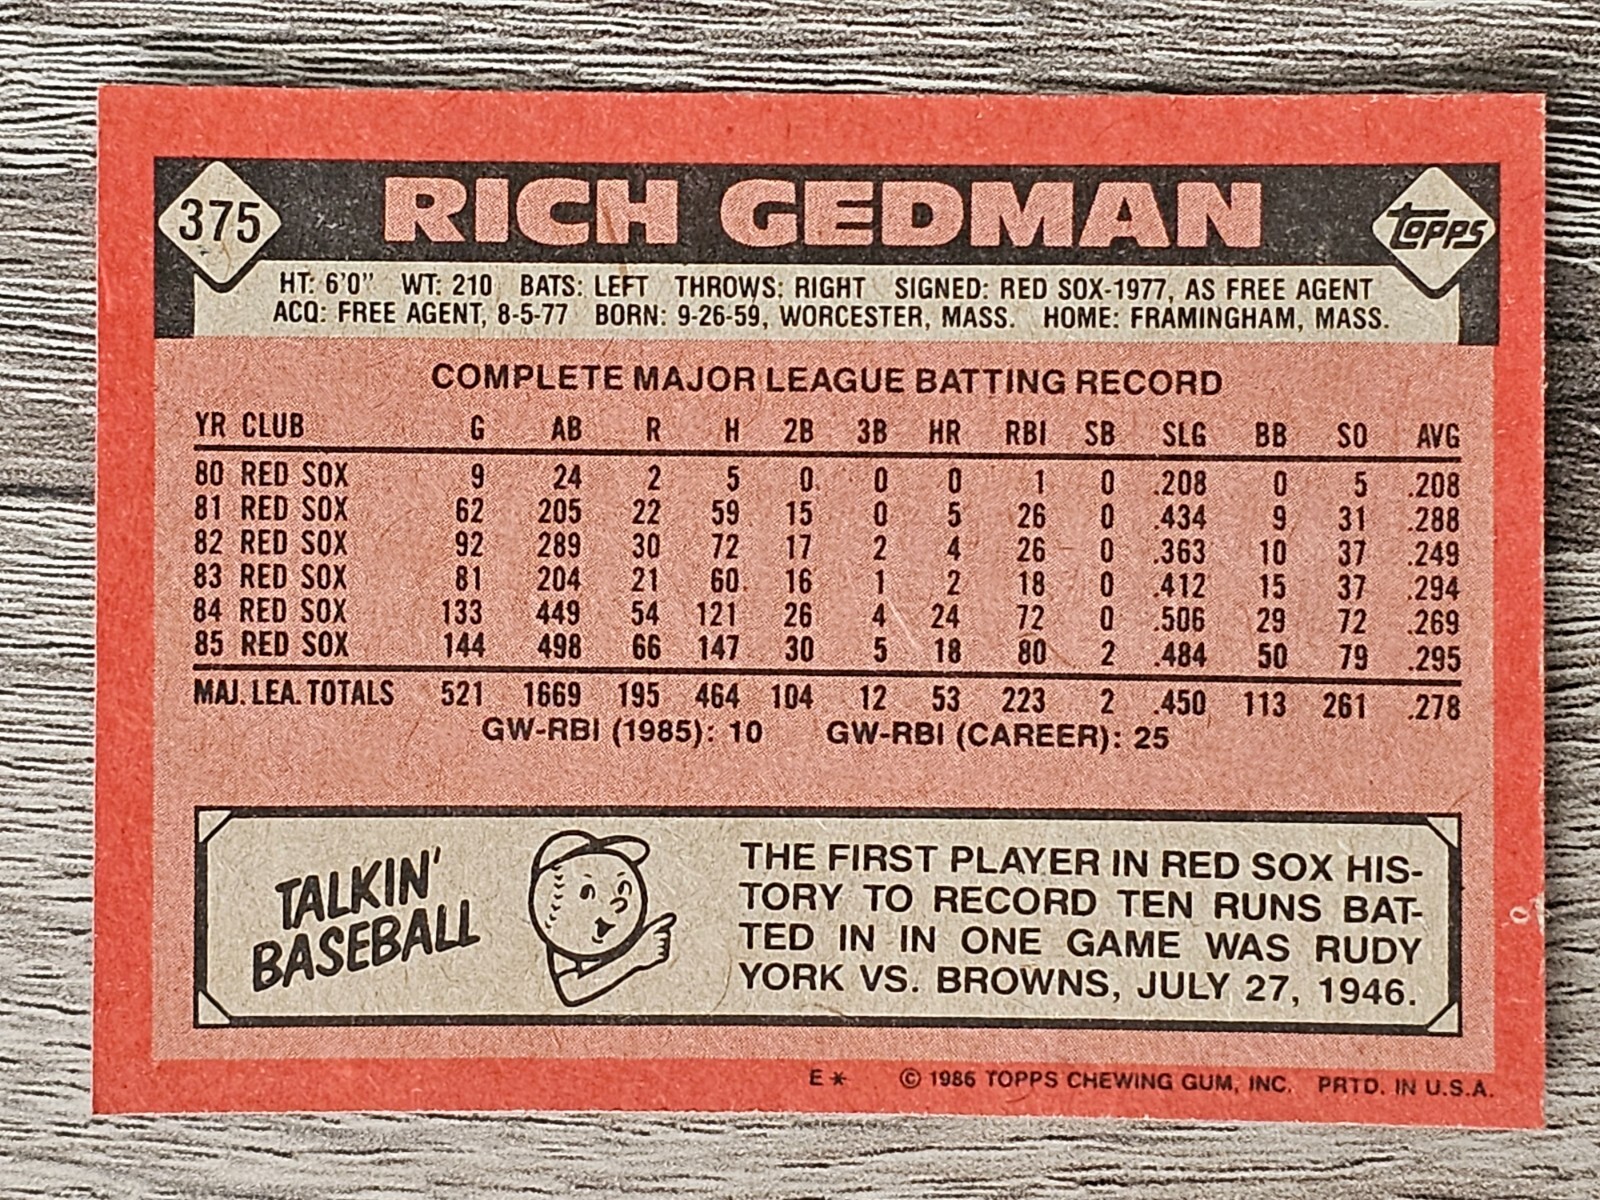 375
RICH GEDMAN
TOPPS
HT: 6'0" WT: 210 BATS: LEFT THROWS: RIGHT SIGNED: RED SOX-1977, AS FREE AGENT
ACQ: FREE AGENT, 8-5-77 BORN: 9-26-59, WORCESTER, MASS. HOME: FRAMINGHAM, MASS.
COMPLETE MAJOR LEAGUE BATTING RECORD
YR CLUB G AB R H 2B 3B HR RBI SB SLG BB SO AVG
80 RED SOX 9 24 2 5 0 0 0 1 0 .208 0 5 .208
81 RED SOX 62 205 22 59 15 0 5 26 0 .434 9 31 .288
82 RED SOX 92 289 30 72 17 2 4 26 0 .363 10 37 .249
83 RED SOX 81 204 21 60 16 1 2 18 0 .412 15 37 .294
84 RED SOX 133 449 54 121 26 4 24 72 0 .506 29 72 .269
85 RED SOX 144 498 66 147 30 5 18 80 2 .484 50 79 .295
MAJ. LEA. TOTALS 521 1669 195 464 104 12 53 223 2 .450 113 261 .278
GW-RBI (1985): 10 GW-RBI (CAREER): 25
TALKIN'
BASEBALL
THE FIRST PLAYER IN RED SOX HIS-
TORY TO RECORD TEN RUNS BAT-
TED IN IN ONE GAME WAS RUDY
YORK VS. BROWNS, JULY 27, 1946.
E* © 1986 TOPPS CHEWING GUM, INC. PRTD. IN U.S.A.